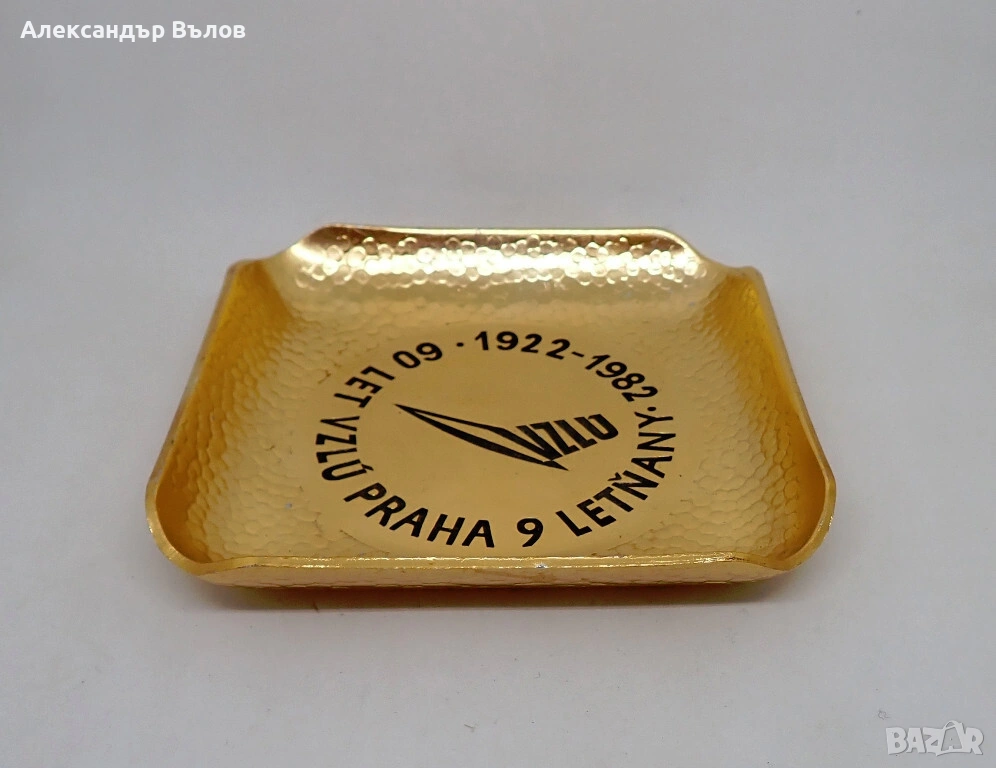 Александър Вълов
60 LET VZLÚ PRAHA 9 LETŇANY · 1922-1982 ·
VZLÚ
BAZAR